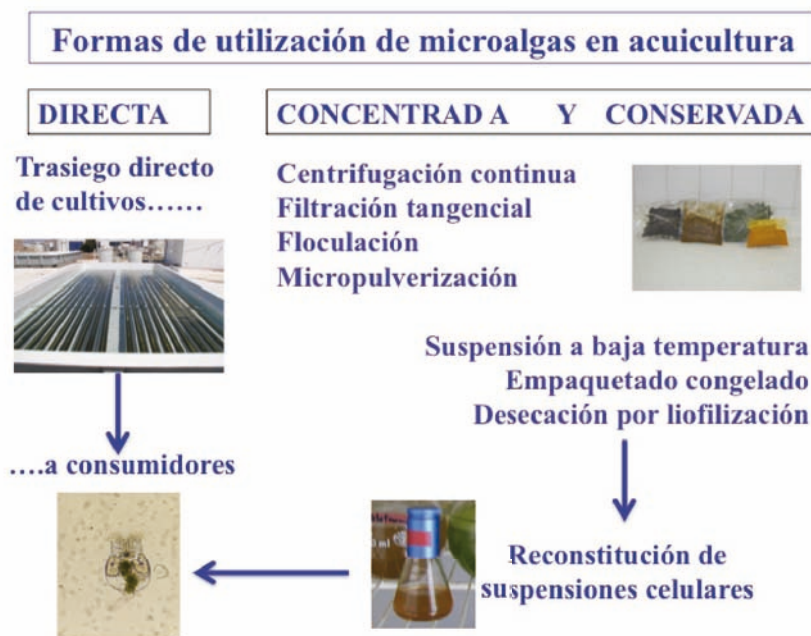 Formas de utilización de microalgas en acuicultura
DIRECTA
Trasiego directo
de cultivos……
….a consumidores
CONCENTRAD A Y CONSERVADA
Centrifugación continua
Filtración tangencial
Floculación
Micropulverización
Suspensión a baja temperatura
Empaquetado congelado
Desecación por liofilización
Reconstitución de
suspensiones celulares